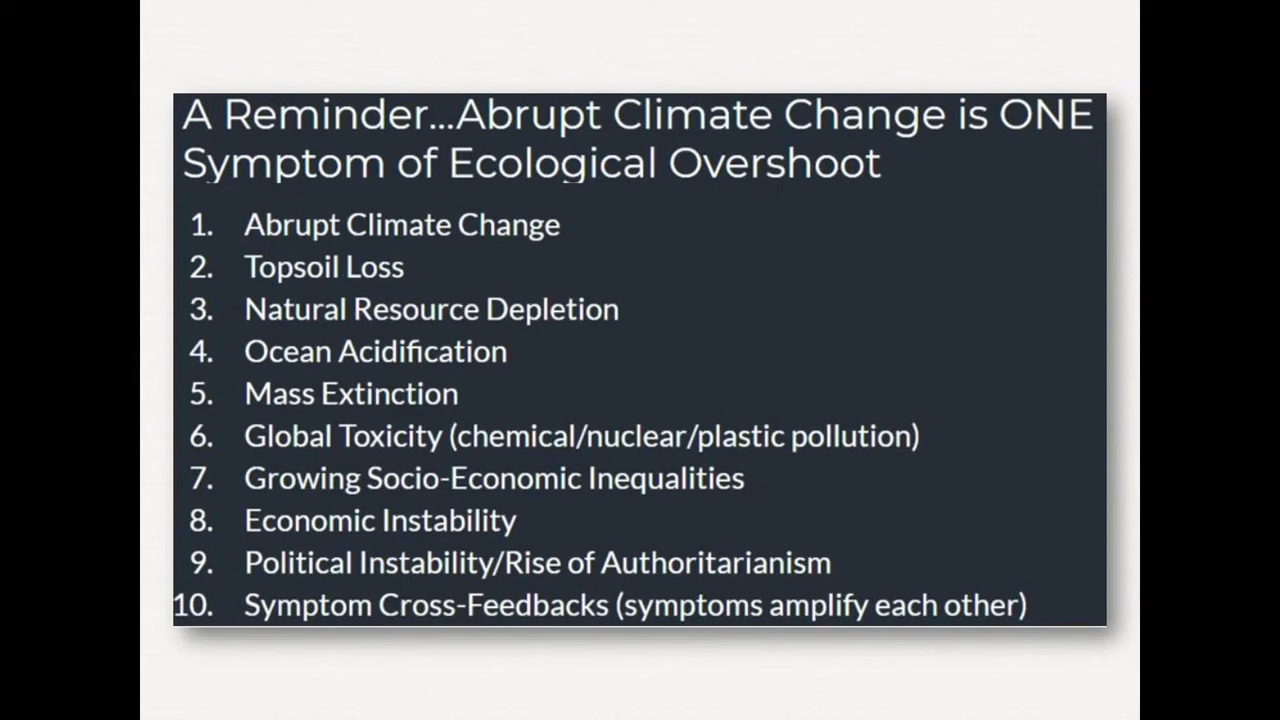 A Reminder...Abrupt Climate Change is ONE
Symptom of Ecological Overshoot
1. Abrupt Climate Change
2. Topsoil Loss
3. Natural Resource Depletion
4. Ocean Acidification
5. Mass Extinction
6. Global Toxicity (chemical/nuclear/plastic pollution)
7. Growing Socio-Economic Inequalities
8. Economic Instability
9. Political Instability/Rise of Authoritarianism
10. Symptom Cross-Feedbacks (symptoms amplify each other)